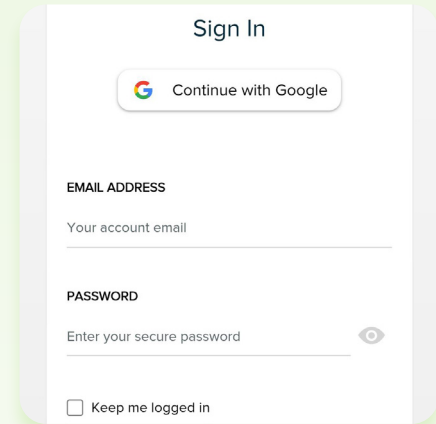 Sign In
Continue with Google
EMAIL ADDRESS
Your account email
PASSWORD
Enter your secure password
Keep me logged in